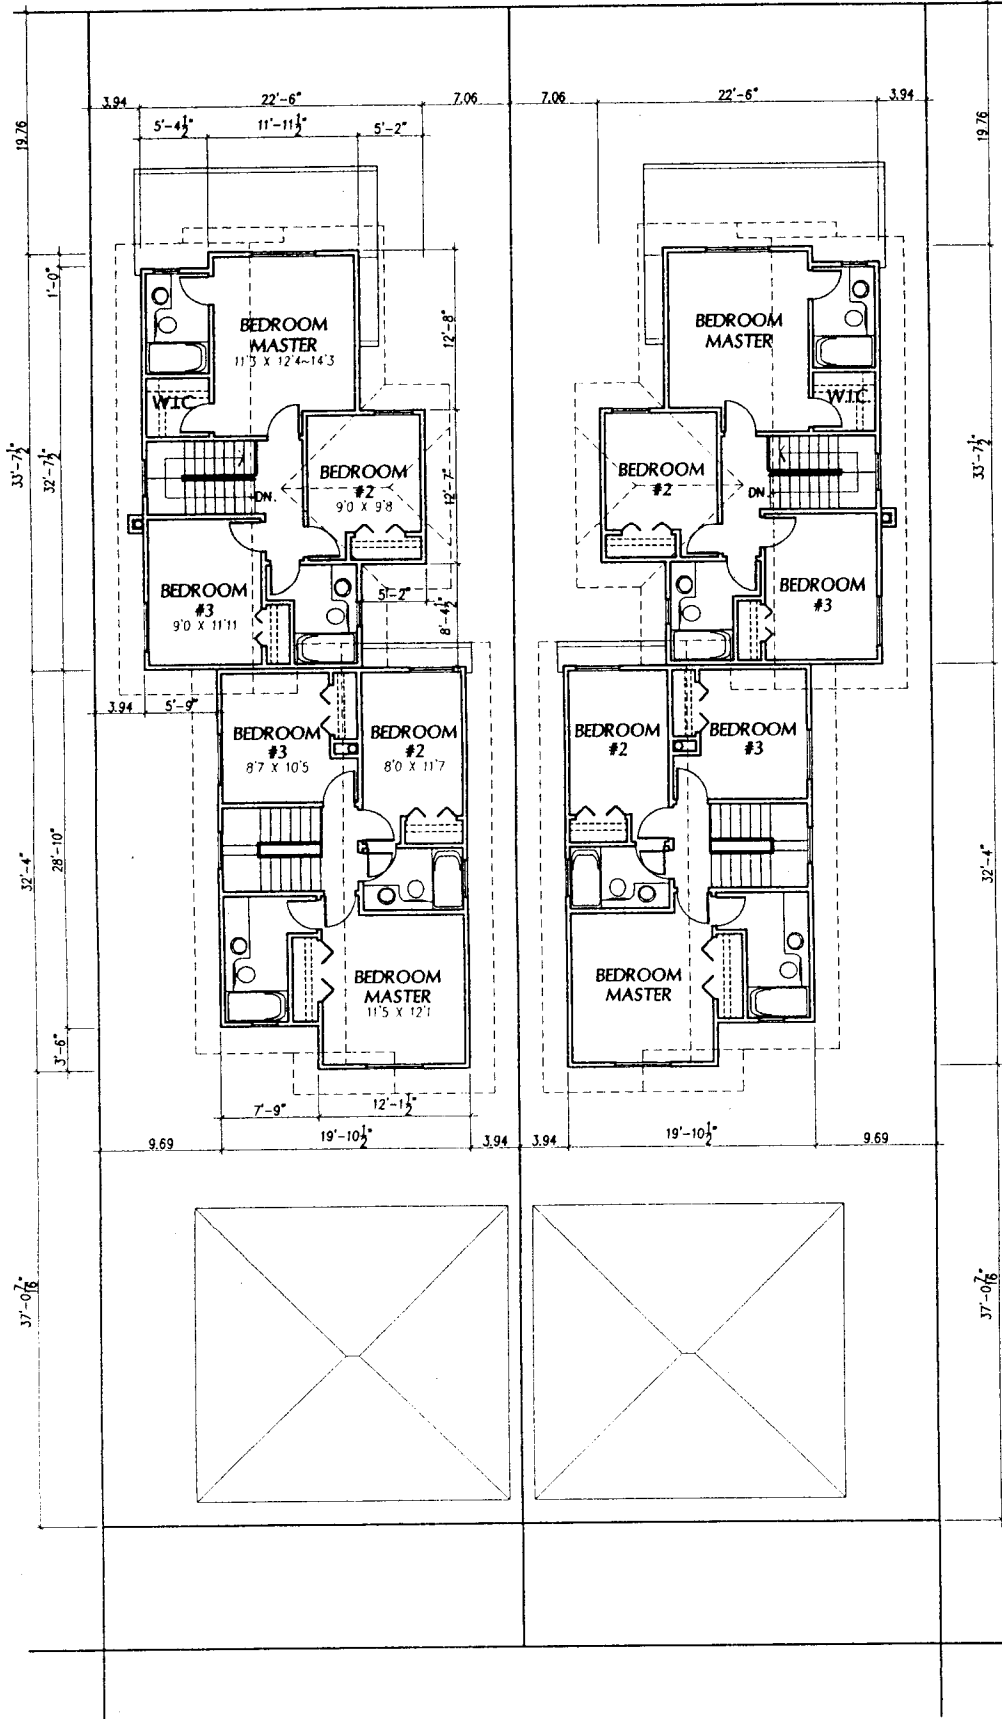 3.94
22'-6"
7.06
7.06
22'-6"
3.94
19.76
5'-4½"
11'-11½"
5'-2"
19.76
1'-0"
BEDROOM
MASTER
11'3 X 12'4~14'3
12'-8"
BEDROOM
MASTER
W.I.C.
W.I.C.
33'-7½"
32'-7½"
BEDROOM
#2
9'0 X 9'8
12'-7"
BEDROOM
#2
33'-7½"
DN.
DN.
BEDROOM
#3
9'0 X 11'11
5'-2"
8'-4½"
BEDROOM
#3
3.94
5'-9"
BEDROOM
#3
8'7 X 10'5
BEDROOM
#2
8'0 X 11'7
BEDROOM
#2
BEDROOM
#3
32'-4"
28'-10"
32'-4"
BEDROOM
MASTER
11'5 X 12'1
BEDROOM
MASTER
3'-6"
7'-9"
12'-1½"
9.69
19'-10½"
3.94
3.94
19'-10½"
9.69
37'-0 7/16"
37'-0 7/16"